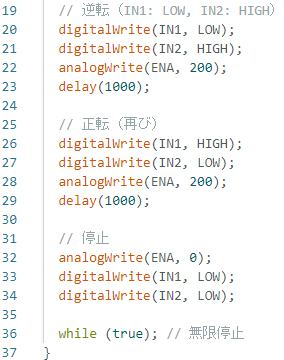 19 // 逆転（IN1: LOW, IN2: HIGH）
20 digitalWrite(IN1, LOW);
21 digitalWrite(IN2, HIGH);
22 analogWrite(ENA, 200);
23 delay(1000);
24
25 // 正転（再び）
26 digitalWrite(IN1, HIGH);
27 digitalWrite(IN2, LOW);
28 analogWrite(ENA, 200);
29 delay(1000);
30
31 // 停止
32 analogWrite(ENA, 0);
33 digitalWrite(IN1, LOW);
34 digitalWrite(IN2, LOW);
35
36 while (true); // 無限停止
37 }